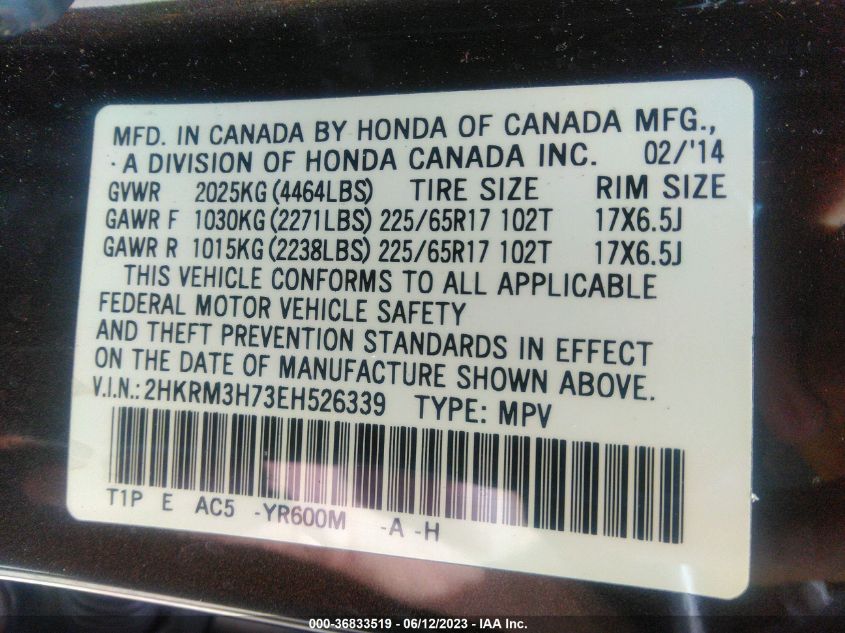 MFD. IN CANADA BY HONDA OF CANADA MFG.,
·A DIVISION OF HONDA CANADA INC. 02/'14
GVWR 2025KG (4464LBS) TIRE SIZE RIM SIZE
GAWR F 1030KG (2271LBS) 225/65R17 102T 17X6.5J
GAWR R 1015KG (2238LBS) 225/65R17 102T 17X6.5J
THIS VEHICLE CONFORMS TO ALL APPLICABLE
FEDERAL MOTOR VEHICLE SAFETY
AND THEFT PREVENTION STANDARDS IN EFFECT
ON THE DATE OF MANUFACTURE SHOWN ABOVE.
V.I.N.: 2HKRM3H73EH526339 TYPE: MPV
T1P E AC5 -YR600M -A -H
000-36833519 - 06/12/2023 - IAA Inc.